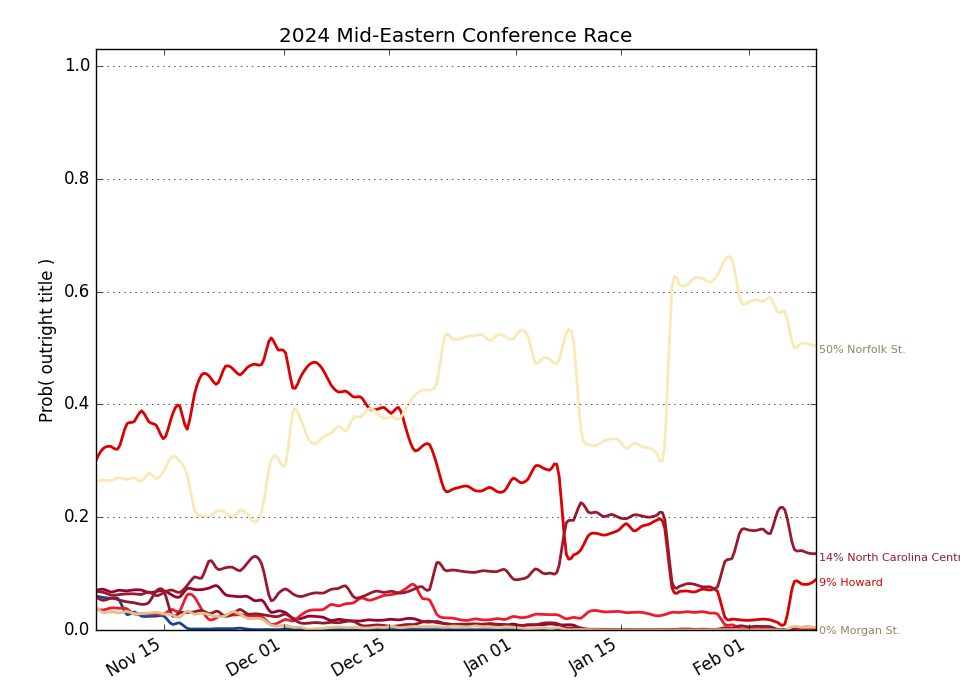 2024 Mid-Eastern Conference Race
Prob( outright title )
1.0
0.8
0.6
0.4
0.2
0.0
50% Norfolk St.
14% North Carolina Centr
9% Howard
0% Morgan St.
Nov 15
Dec 01
Dec 15
Jan 01
Jan 15
Feb 01